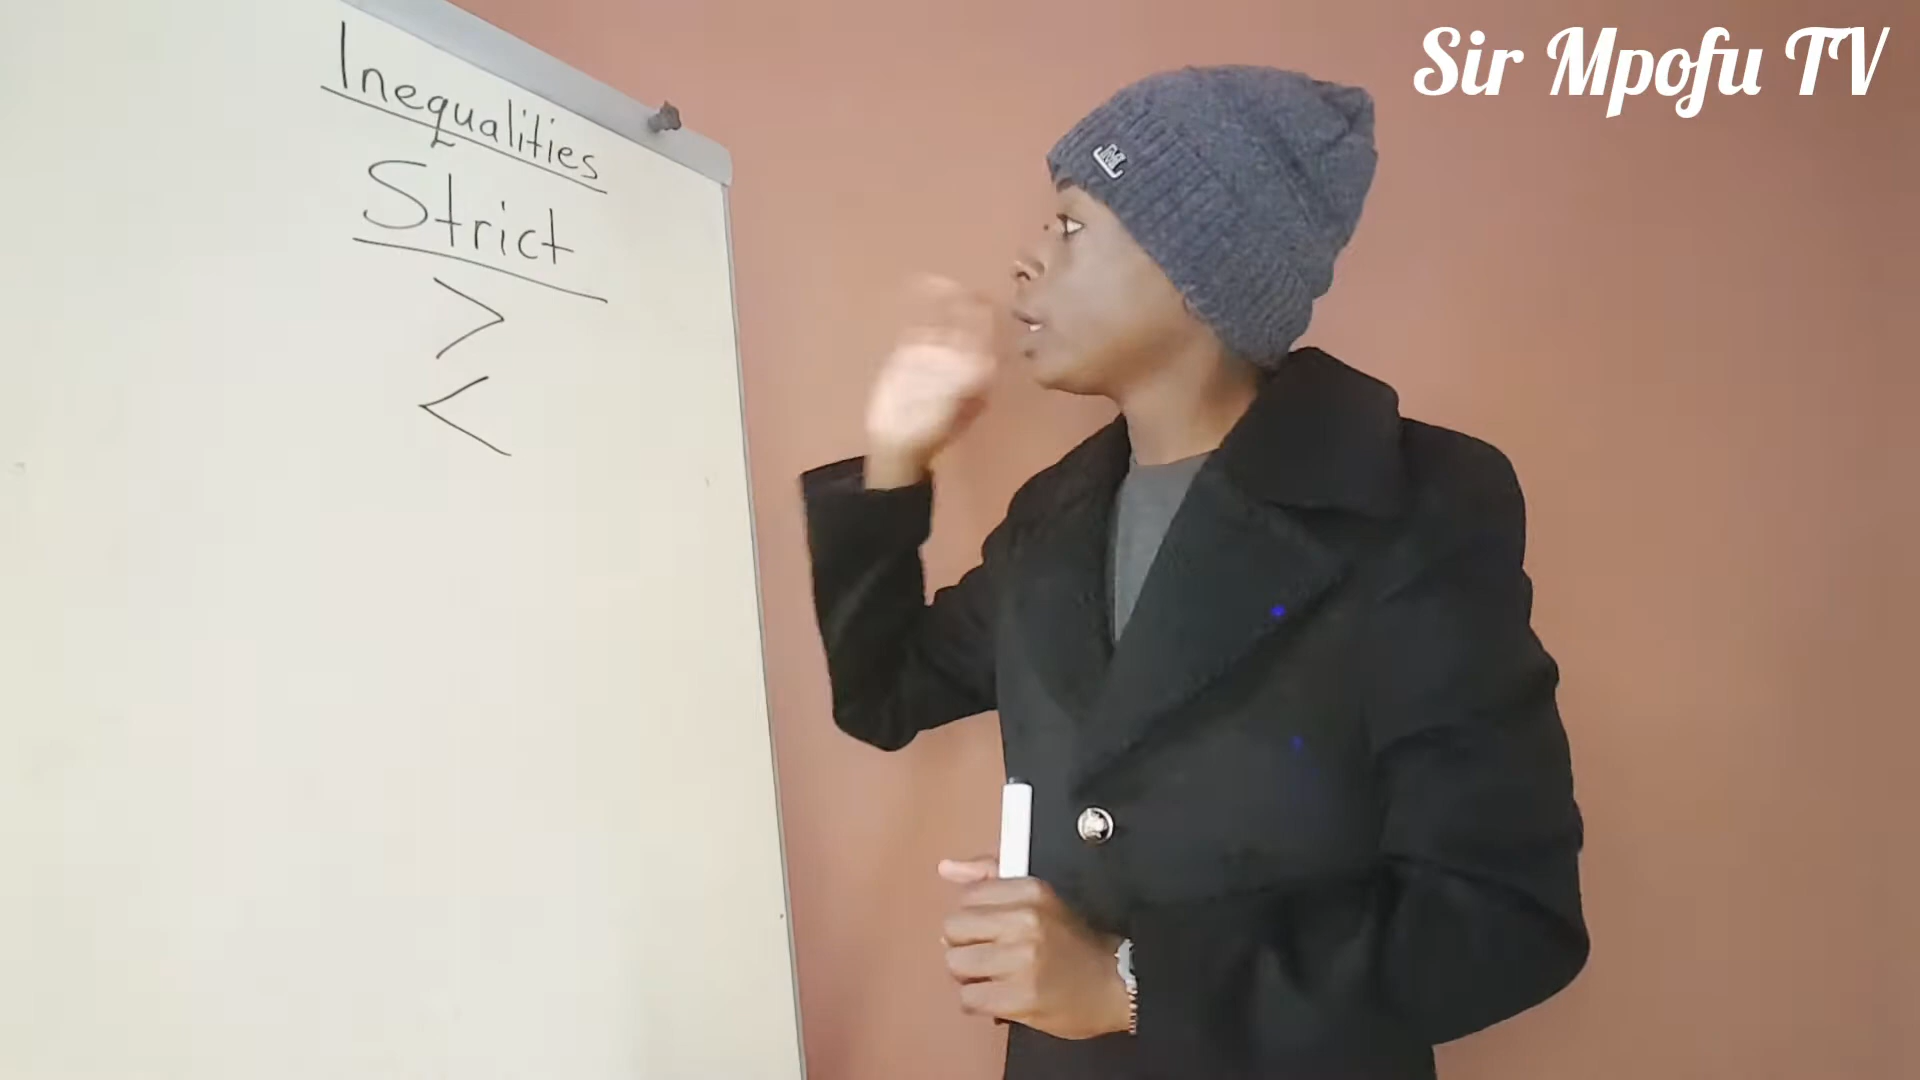 Sir Mpofu TV
Inequalities
Strict
>
<